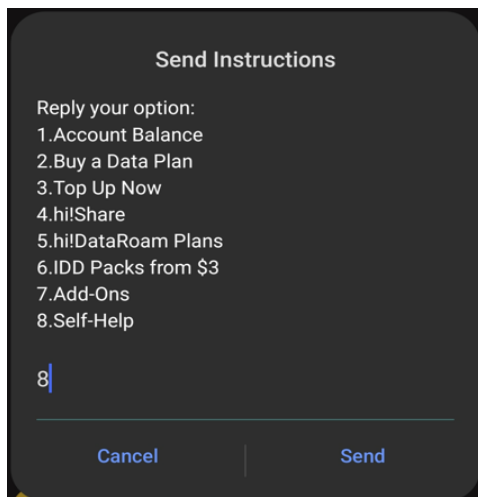 Send Instructions
Reply your option:
1.Account Balance
2.Buy a Data Plan
3.Top Up Now
4.hi!Share
5.hi!DataRoam Plans
6.IDD Packs from $3
7.Add-Ons
8.Self-Help
8
Cancel Send